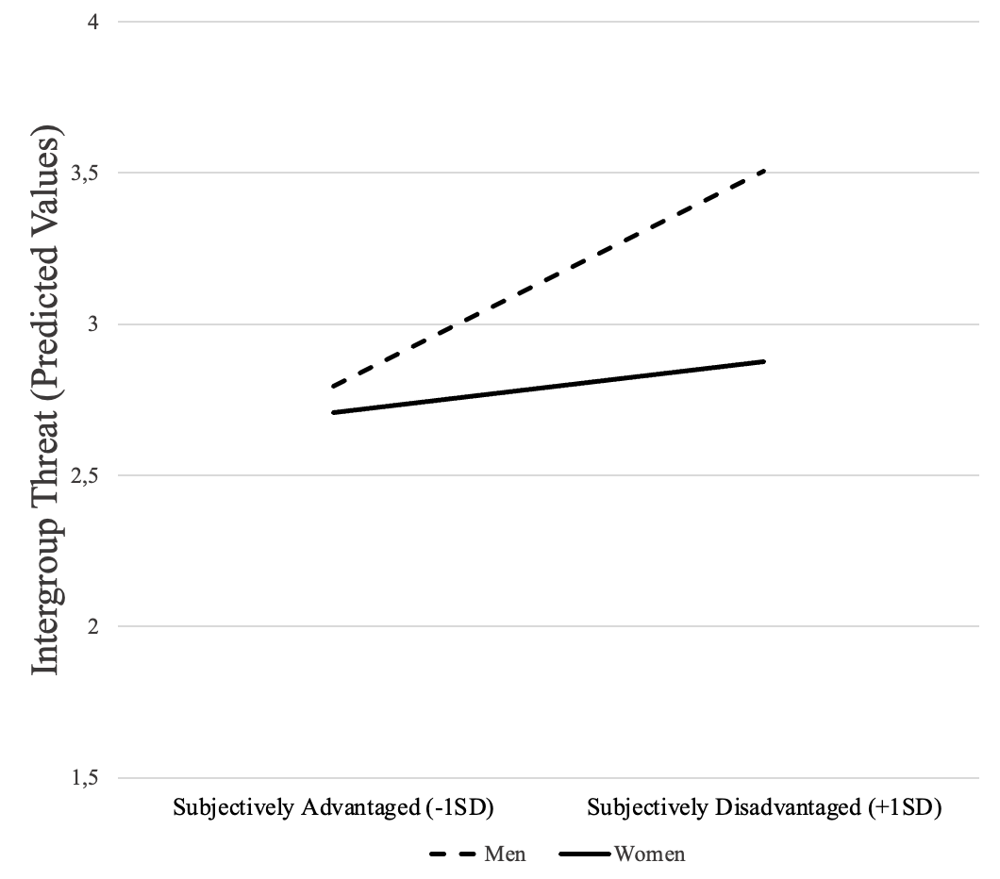 4
3,5
3
2,5
2
1,5
Intergroup Threat (Predicted Values)
Subjectively Advantaged (-1SD)
Subjectively Disadvantaged (+1SD)
Men
Women